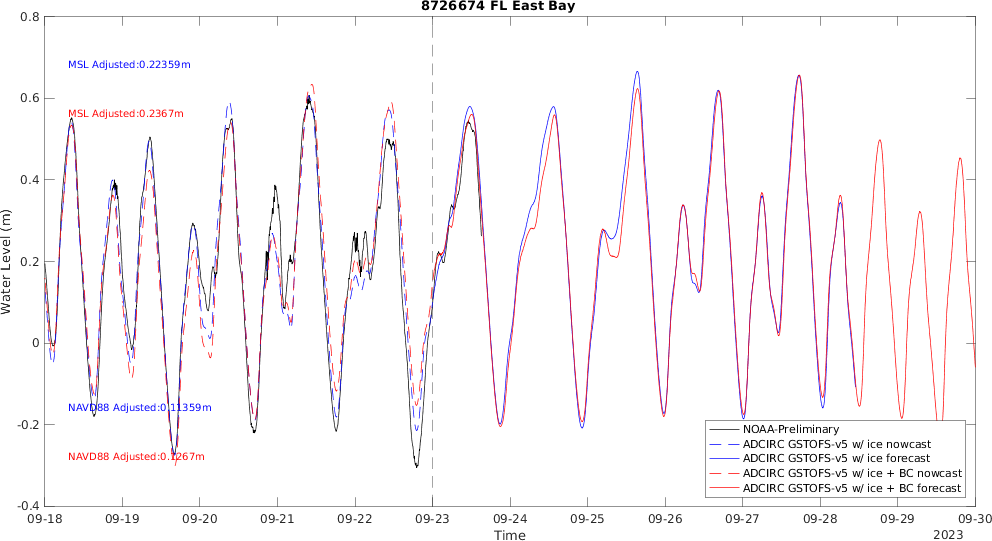 8726674 FL East Bay
0.8
MSL Adjusted:0.22359m
0.6
MSL Adjusted:0.2367m
0.4
0.2
Water Level (m)
0
-0.2
NAVD88 Adjusted:0.11359m
NAVD88 Adjusted:0.1267m
-0.4
NOAA-Preliminary
ADCIRC GSTOFS-v5 w/ ice nowcast
ADCIRC GSTOFS-v5 w/ ice forecast
ADCIRC GSTOFS-v5 w/ ice + BC nowcast
ADCIRC GSTOFS-v5 w/ ice + BC forecast
09-18 09-19 09-20 09-21 09-22 09-23 09-24 09-25 09-26 09-27 09-28 09-29 09-30
Time
2023